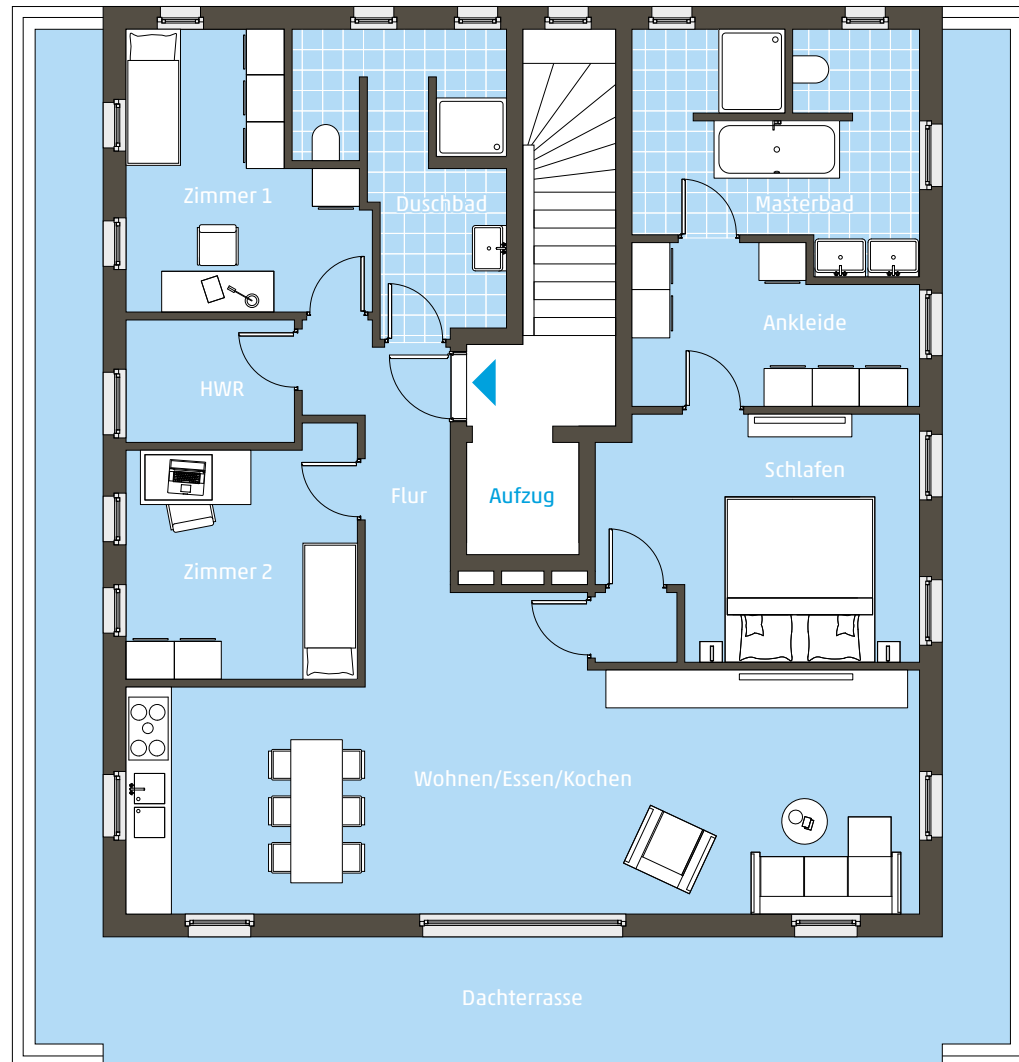 Zimmer 1
Duschbad
Masterbad
Ankleide
HWR
Schlafen
Flur
Aufzug
Zimmer 2
Wohnen/Essen/Kochen
Dachterrasse